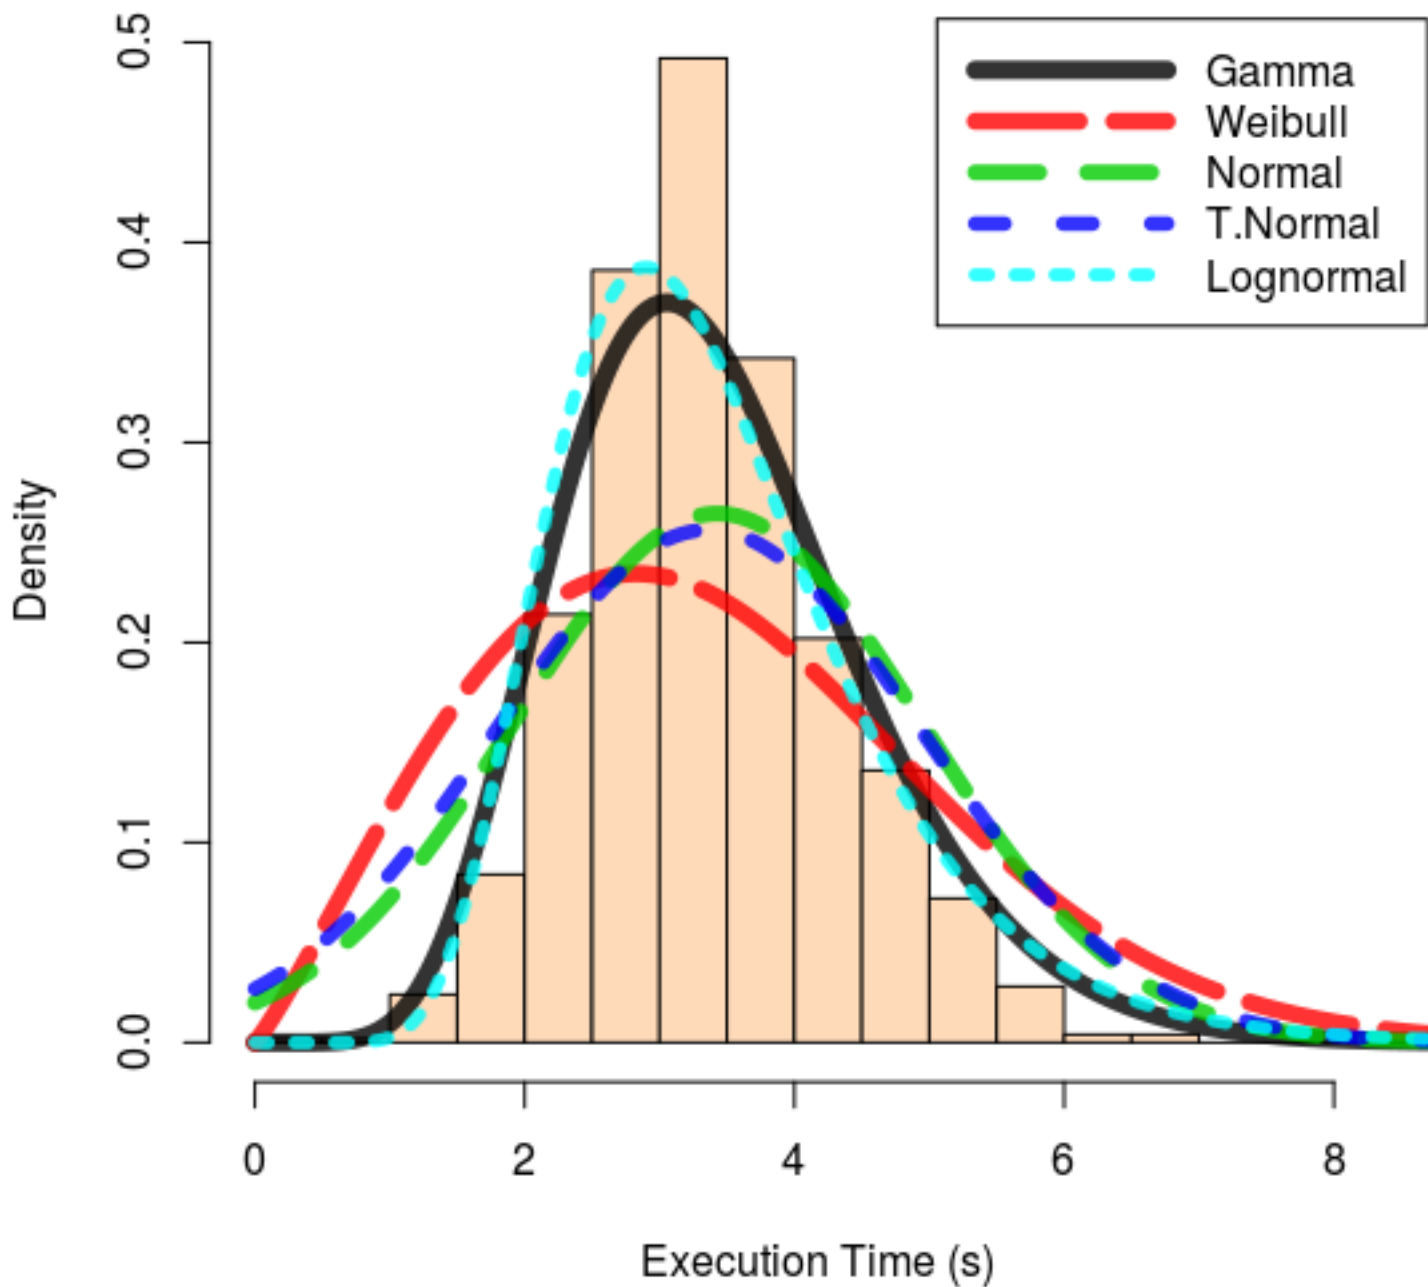 Gamma
Weibull
Normal
T.Normal
Lognormal
0.5
0.4
0.3
0.2
0.1
0.0
Density
0 2 4 6 8
Execution Time (s)